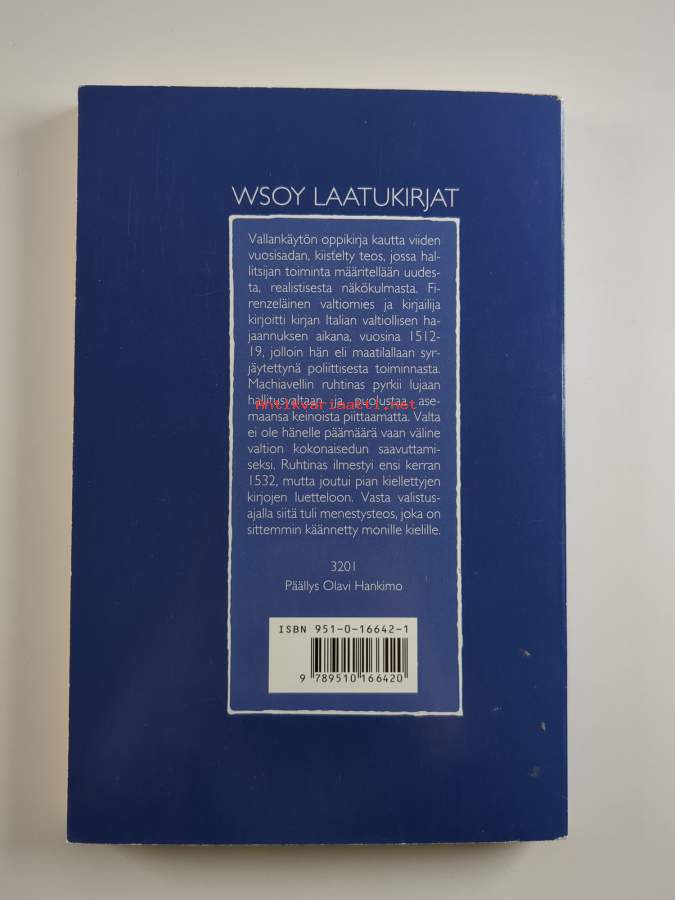 WSOY LAATUKIRJAT
Vallankäytön oppikirja kautta viiden
vuosisadan, kiistelty teos, jossa hal-
litsijan toiminta määritellään uudes-
ta, realistisesta näkökulmasta. Fi-
renzeläinen valtiomies ja kirjailija
kirjoitti kirjan Italian valtiollisen ha-
jaannuksen aikana, vuosina 1512-
19, jolloin hän eli maatilallaan syr-
jäytettynä poliittisesta toiminnasta.
Machiavellin ruhtinas pyrkii lujaan
hallitusvaltaan ja puolustaa ase-
Antikvariaatti.net
maansa keinoista piittaamatta. Valta
ei ole hänelle päämäärä vaan väline
valtion kokonaisedun saavuttami-
seksi. Ruhtinas ilmestyi ensi kerran
1532, mutta joutui pian kiellettyjen
kirjojen luetteloon. Vasta valistus-
ajalla siitä tuli menestysteos, joka on
sittemmin käännetty monille kielille.
3201
Päällys Olavi Hankimo
ISBN 951-0-16642-1
9 789510 166420